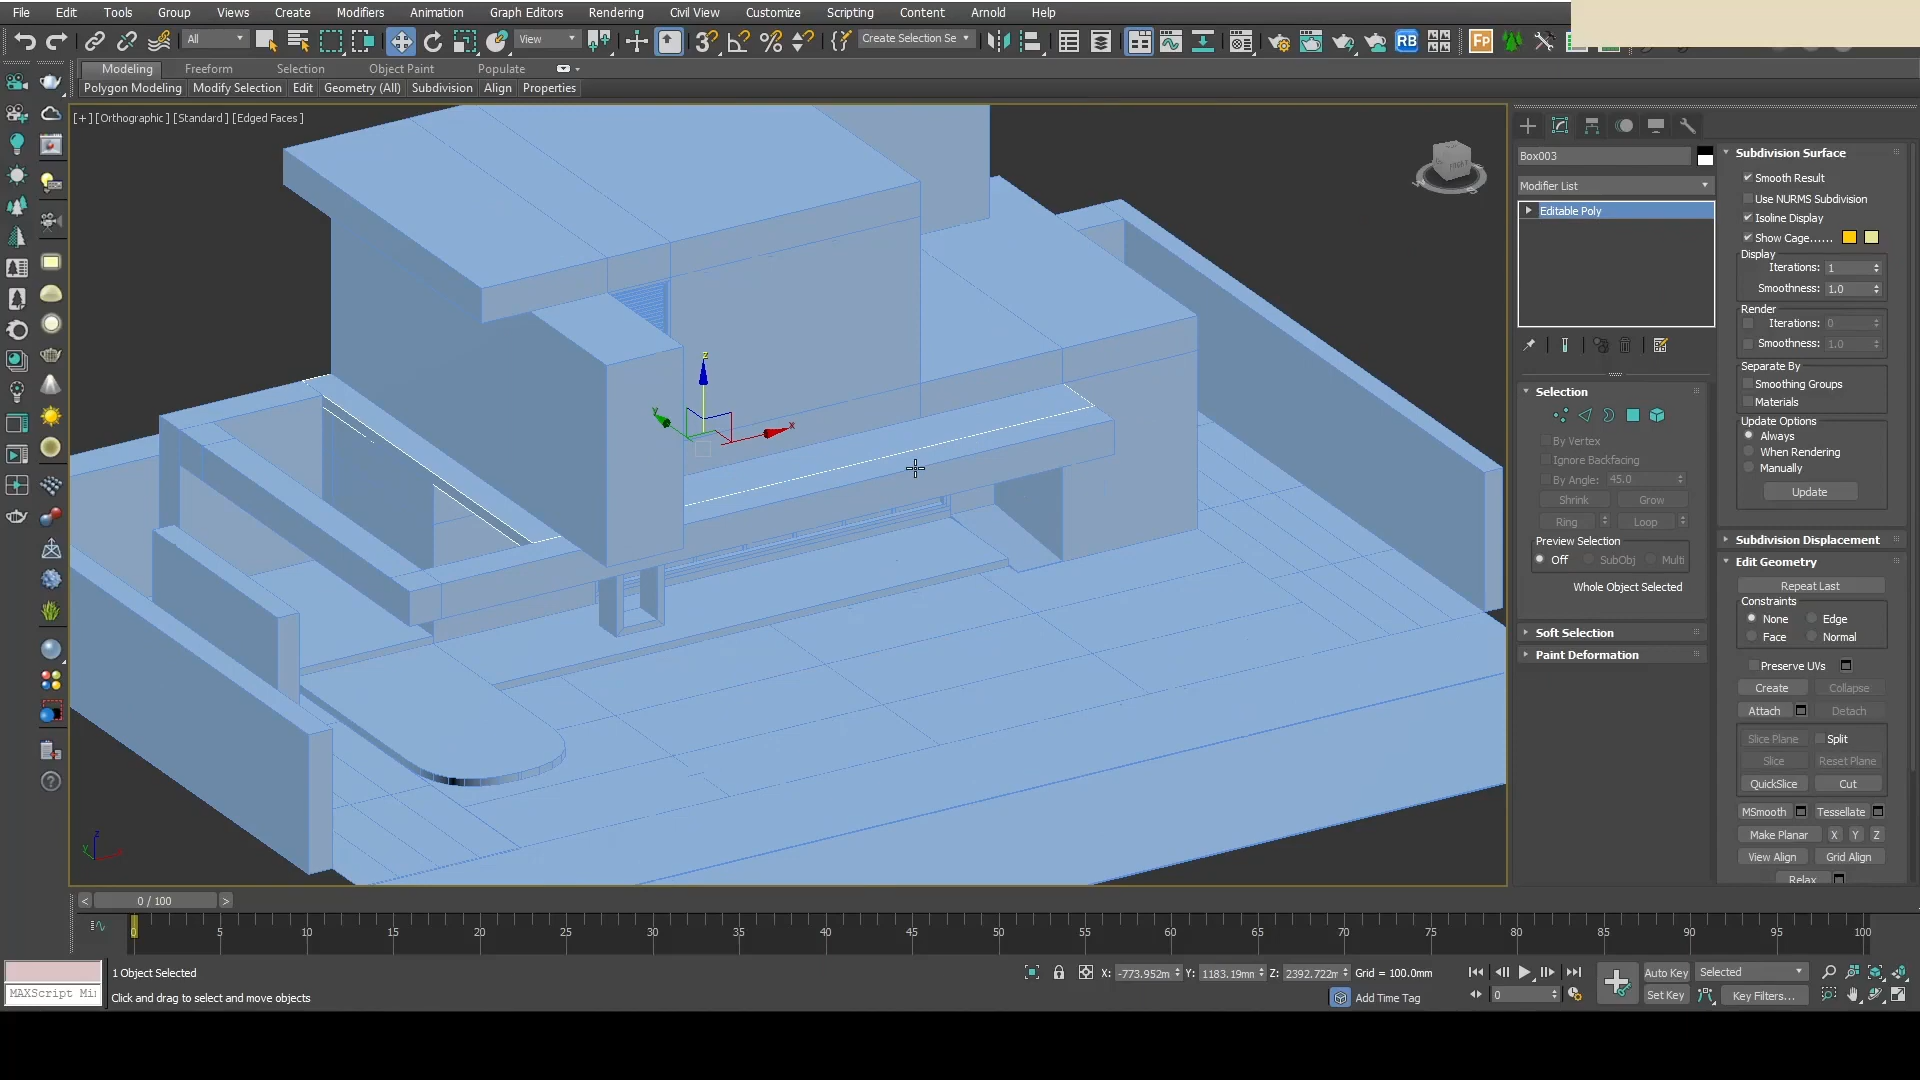 File Edit Tools Group Views Create Modifiers Animation Graph Editors Rendering Civil View Customize Scripting Content Arnold Help
All View Create Selection Se RB FP
Modeling Freeform Selection Object Paint Populate
Polygon Modeling Modify Selection Edit Geometry (All) Subdivision Align Properties
[+] [Orthographic] [Standard] [Edged Faces]
FRONT
z
y
x
z
y
Box003
Modifier List
Editable Poly
Selection
By Vertex
Ignore Backfacing
By Angle: 45.0
Shrink Grow
Ring Loop
Preview Selection
Off SubObj Multi
Whole Object Selected
Soft Selection
Paint Deformation
Subdivision Surface
Smooth Result
Use NURMS Subdivision
Isoline Display
Show Cage......
Display
Iterations: 1
Smoothness: 1.0
Render
Iterations: 0
Smoothness: 1.0
Separate By
Smoothing Groups
Materials
Update Options
Always
When Rendering
Manually
Update
Subdivision Displacement
Edit Geometry
Repeat Last
Constraints
None Edge
Face Normal
Preserve UVs
Create Collapse
Attach Detach
Slice Plane Split
Slice Reset Plane
QuickSlice Cut
MSmooth Tessellate
Make Planar X Y Z
View Align Grid Align
Relax
< 0 / 100 >
0 5 10 15 20 25 30 35 40 45 50 55 60 65 70 75 80 85 90 95 100
1 Object Selected
X: -773.952m Y: 1183.19mn Z: 2392.722r Grid = 100.0mm
Auto Key Selected
MAXScript Mi
Click and drag to select and move objects
Add Time Tag
0
Set Key Key Filters...